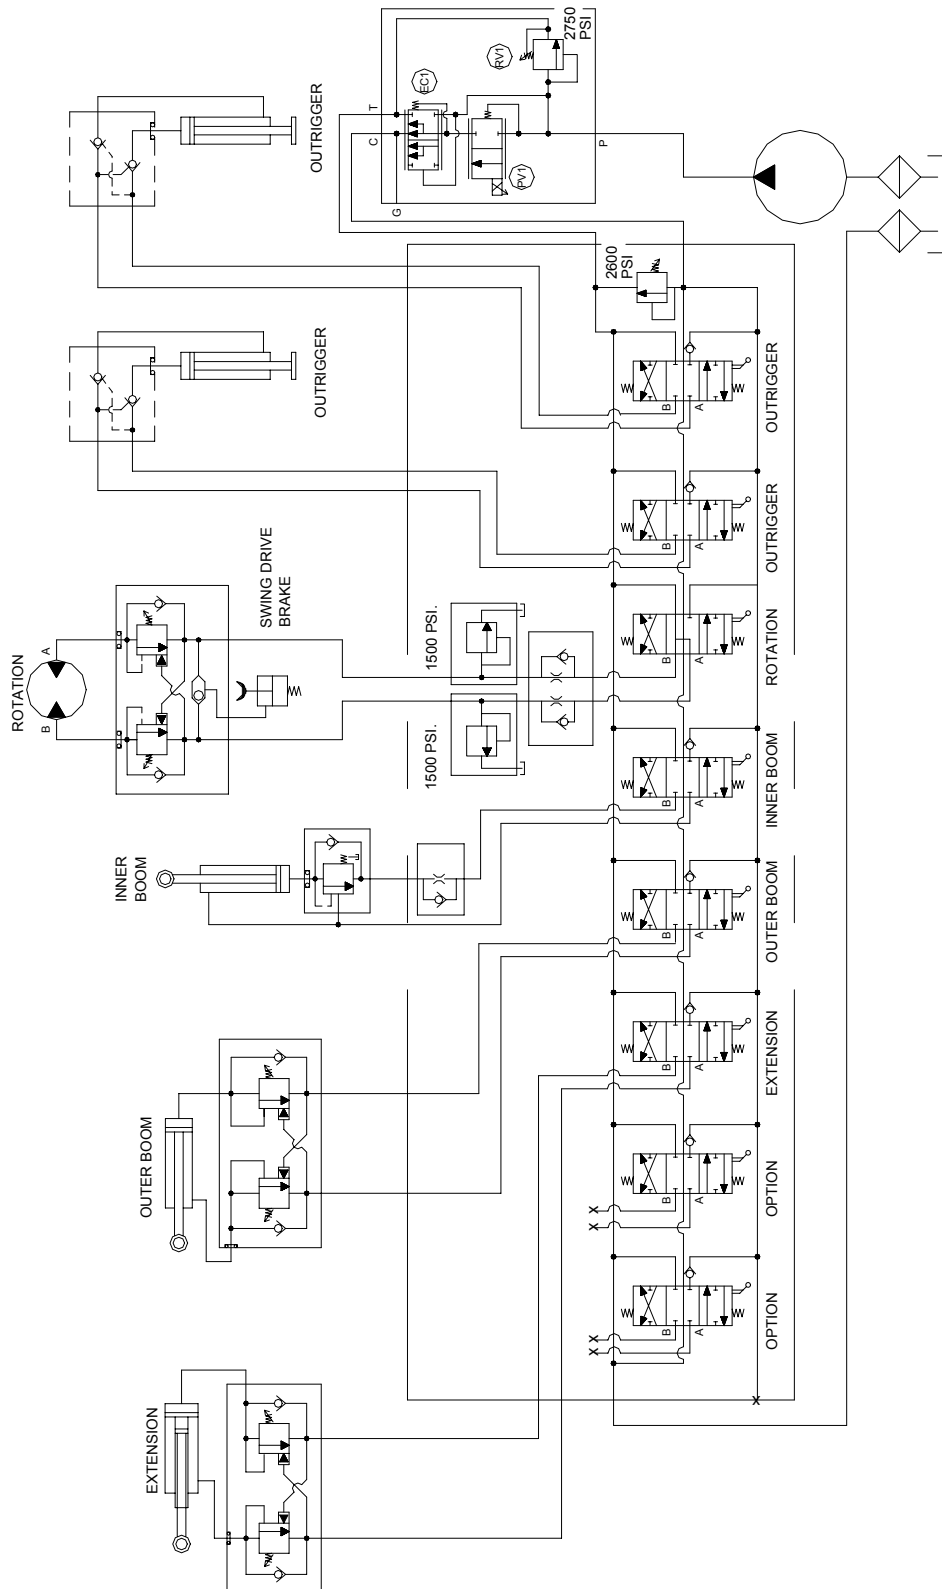 EXTENSION
OUTER BOOM
INNER
BOOM
ROTATION
B
A
SWING DRIVE
BRAKE
OUTRIGGER
OUTRIGGER
1500 PSI.
1500 PSI.
G
C
T
EC1
PV1
RV1
2750
PSI
P
2600
PSI
B
A
B
A
B
A
B
A
B
A
B
A
B
A
B
A
OPTION
OPTION
EXTENSION
OUTER BOOM
INNER BOOM
ROTATION
OUTRIGGER
OUTRIGGER